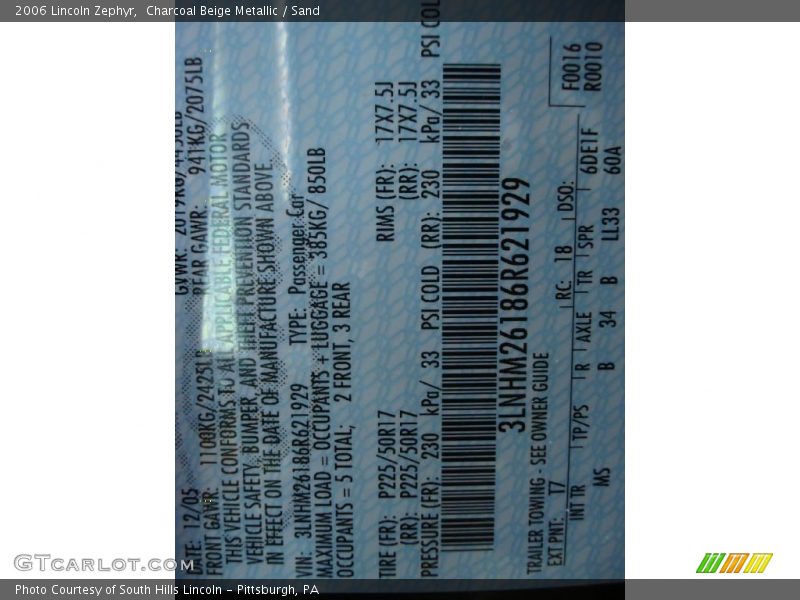 2006 Lincoln Zephyr,  Charcoal Beige Metallic / Sand
DATE: 12/05 GVWR: 2019KG/4450LB
FRONT GAWR: 1100KG/2425LB REAR GAWR: 941KG/2075LB
THIS VEHICLE CONFORMS TO ALL APPLICABLE FEDERAL MOTOR
VEHICLE SAFETY, BUMPER, AND THEFT PREVENTION STANDARDS
IN EFFECT ON THE DATE OF MANUFACTURE SHOWN ABOVE.
VIN: 3LNHM26186R621929 TYPE: Passenger Car
MAXIMUM LOAD = OCCUPANTS + LUGGAGE = 385KG/ 850LB
OCCUPANTS = 5 TOTAL; 2 FRONT, 3 REAR
TIRE (FR): P225/50R17 RIMS (FR): 17X7.5J
(RR): P225/50R17 (RR): 17X7.5J
PRESSURE (FR): 230 kPa/ 33 PSI COLD (RR): 230 kPa/ 33 PSI COL
3LNHM26186R621929
TRAILER TOWING - SEE OWNER GUIDE
EXT PNT: T7 RC: 18 DSO: F0016
R0010
INT TR TP/PS R AXLE TR SPR 6DE1F
MS B 34 B LL33 60A
GTCARLOT.COM
Photo Courtesy of South Hills Lincoln - Pittsburgh, PA